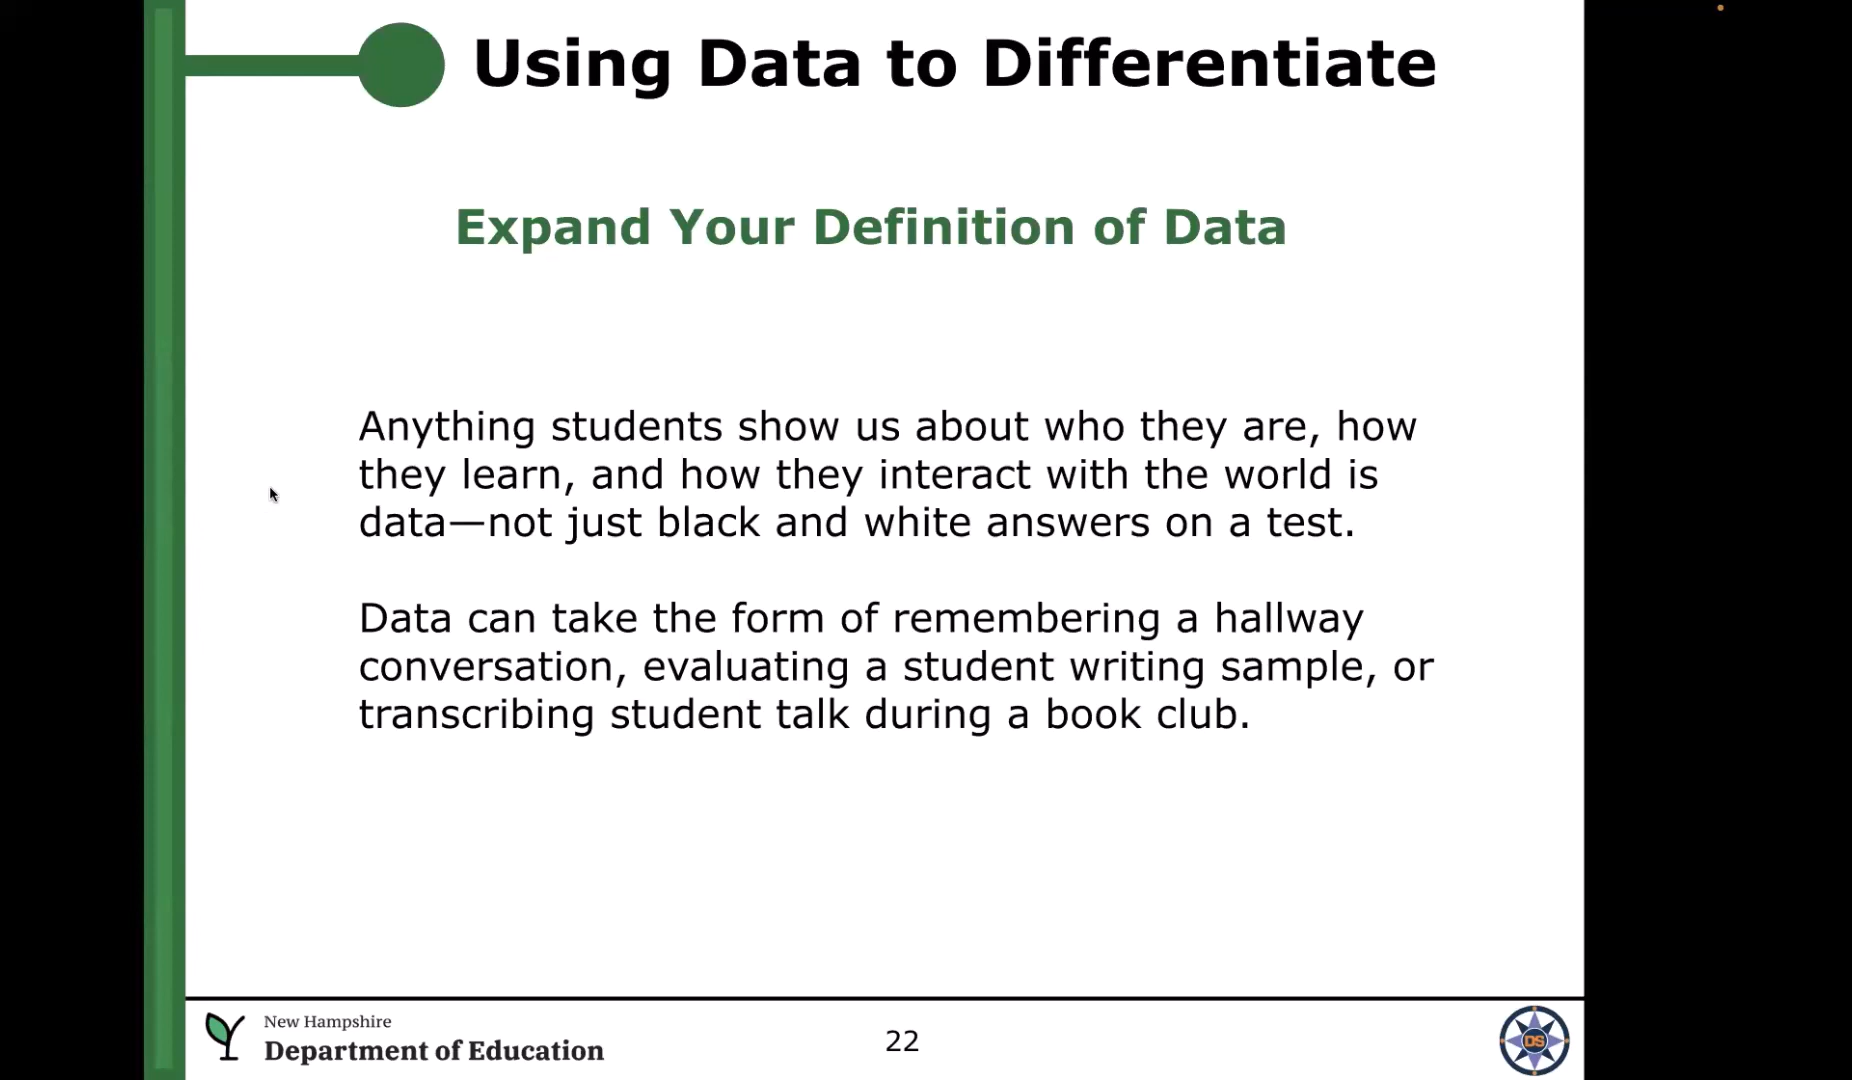 Using Data to Differentiate
Expand Your Definition of Data
Anything students show us about who they are, how
they learn, and how they interact with the world is
data—not just black and white answers on a test.
Data can take the form of remembering a hallway
conversation, evaluating a student writing sample, or
transcribing student talk during a book club.
New Hampshire
Department of Education
22
DS